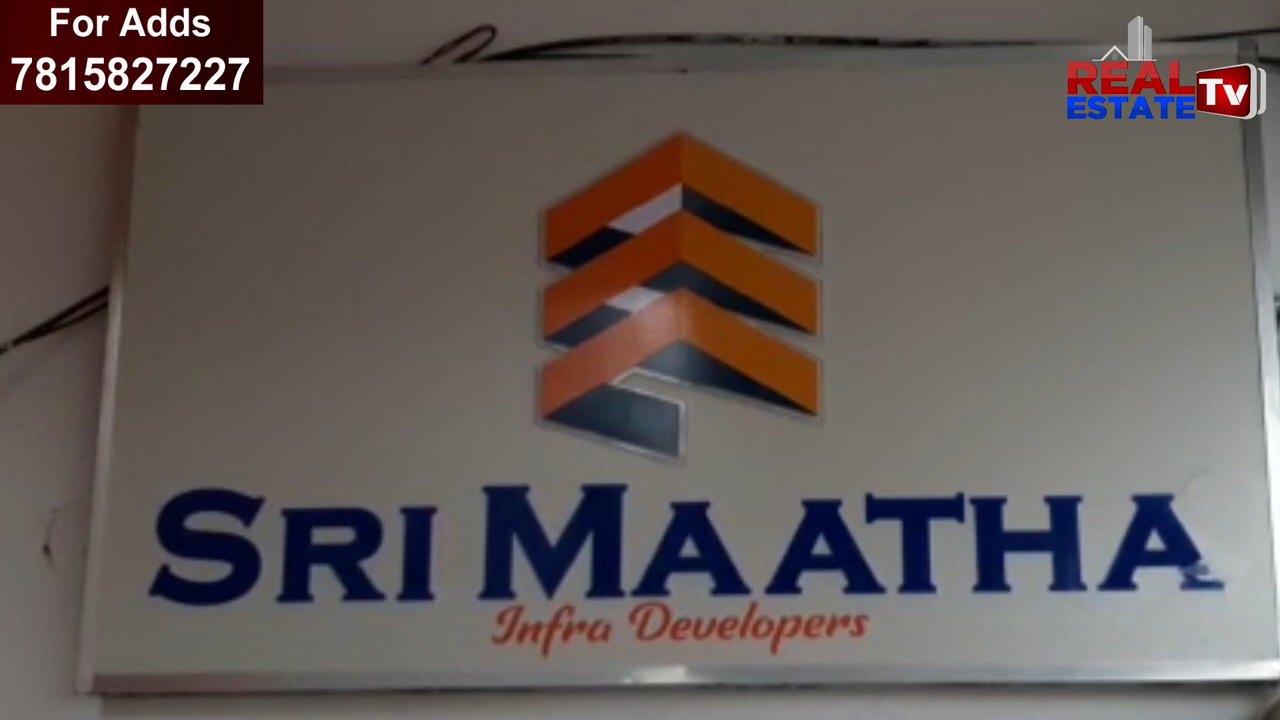 For Adds
7815827227
REAL
ESTATE Tv
SRI MAATHA
Infra Developers